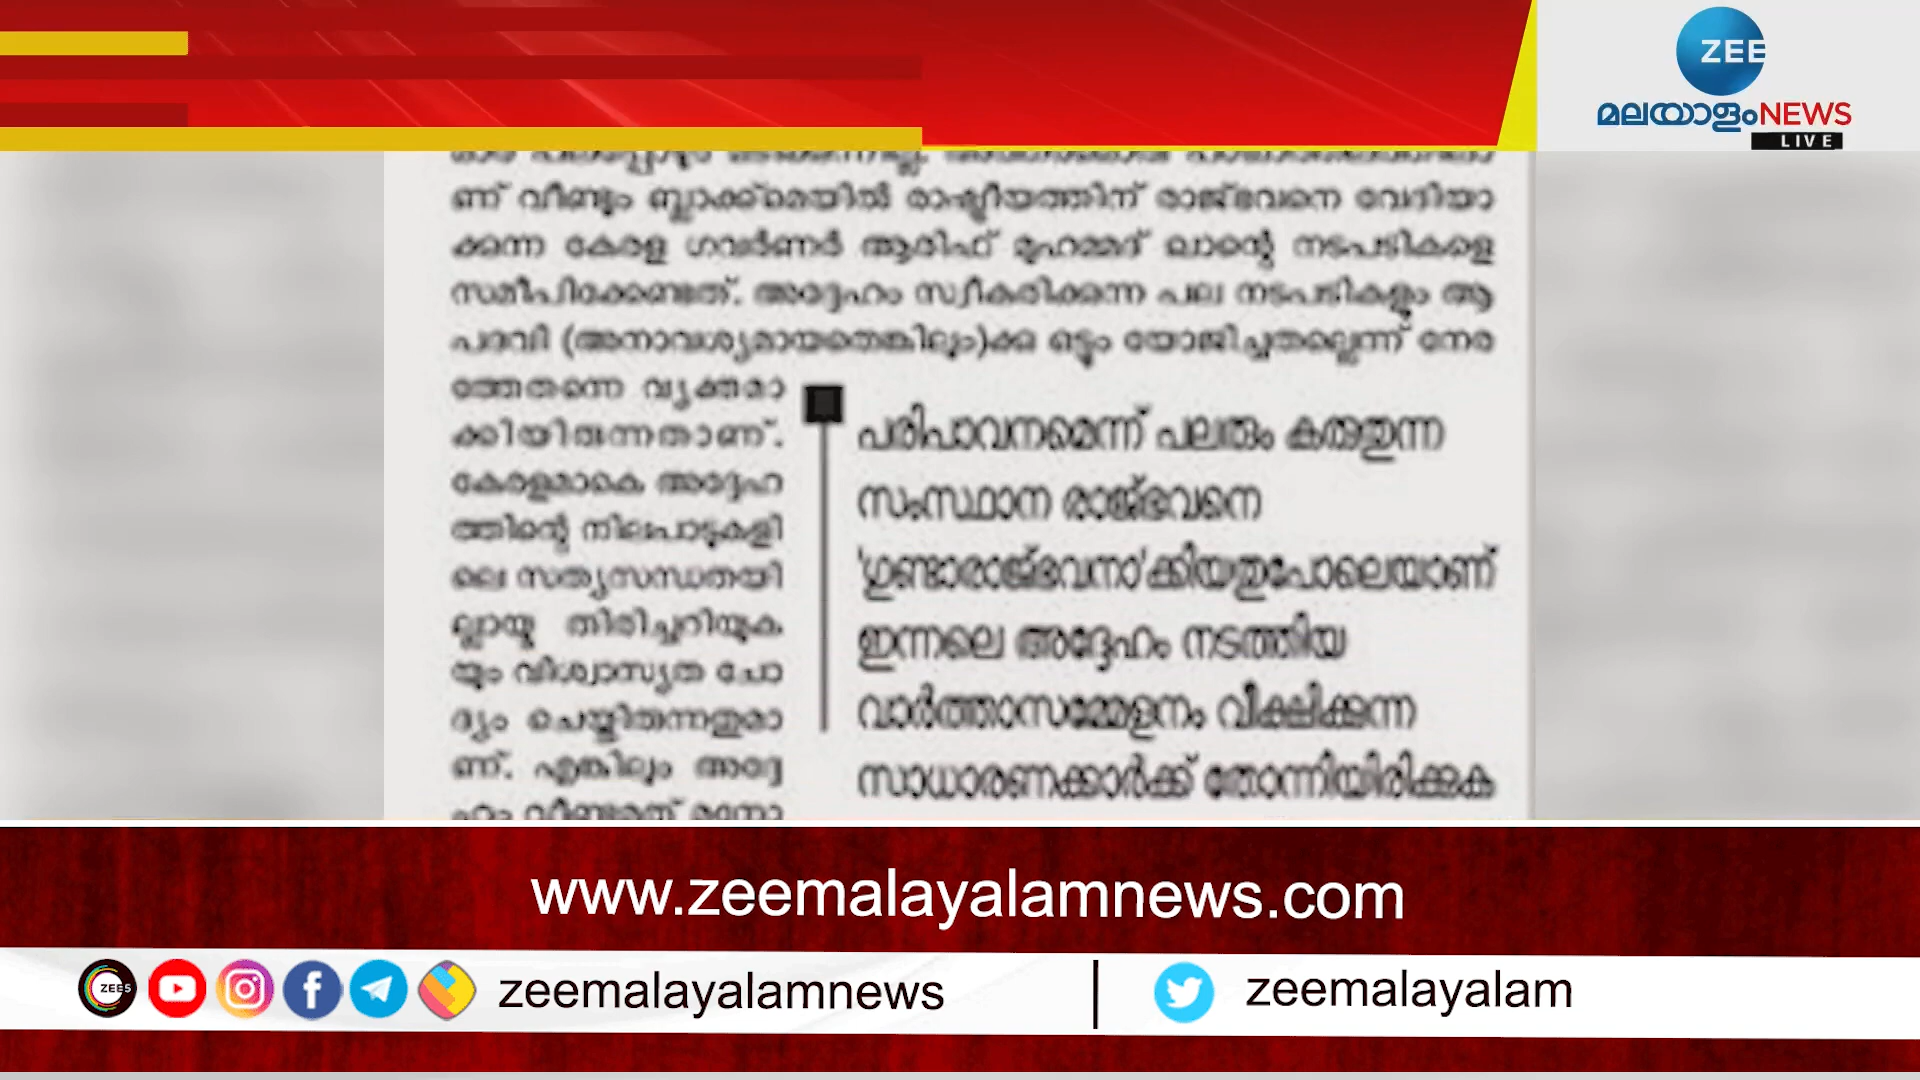 ZEE
മലയാളം NEWS
LIVE
ണ് വീണ്ടും ബ്ലാക്ക്മെയിൽ രാഷ്ട്രീയത്തിന് രാജ്ഭവനെ വേദിയാ
ക്കുന്ന കേരള ഗവർണർ ആരിഫ് മുഹമ്മദ് ഖാന്റെ നടപടികളെ
സമീപിക്കേണ്ടത്. അദ്ദേഹം സ്വീകരിക്കുന്ന പല നടപടികളും ആ
പദവി (അനാവശ്യമായതെങ്കിലും)ക്കു ഒട്ടും യോജിച്ചതല്ലെന്ന് നേര
ത്തേതന്നെ വ്യക്തമാ
ക്കിയിരുന്നതാണ്.
കേരളമാകെ അദ്ദേഹ
ത്തിന്റെ നിലപാടുകളി
ലെ സത്യസന്ധതയി
ല്ലായ്മ തിരിച്ചറിയുക
യും വിശ്വാസ്യത ചോ
ദ്യം ചെയ്തിരുന്നതുമാ
ണ്. എങ്കിലും അദ്ദേ
പരിപാവനമെന്ന് പലരും കരുതുന്ന
സംസ്ഥാന രാജ്ഭവനെ
'ഗുണ്ടാരാജ്ഭവനാ'ക്കിയതുപോലെയാണ്
ഇന്നലെ അദ്ദേഹം നടത്തിയ
വാർത്താസമ്മേളനം വീക്ഷിക്കുന്ന
സാധാരണക്കാർക്ക് തോന്നിയിരിക്കുക
www.zeemalayalamnews.com
ZEE5
zeemalayalamnews
zeemalayalam